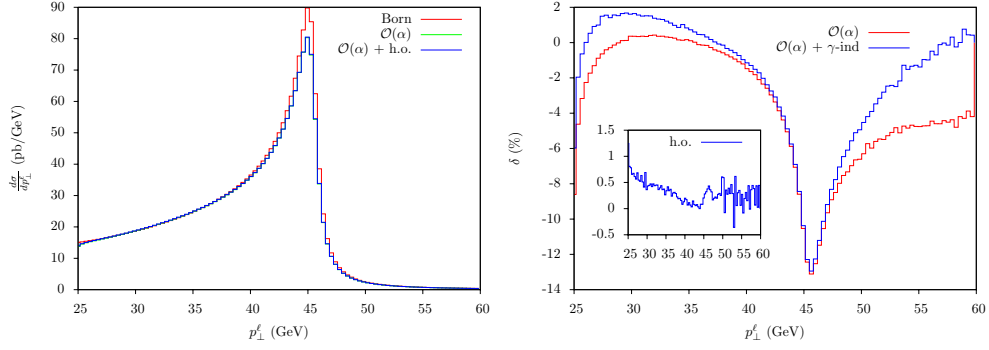 90
80
70
60
50
40
30
20
10
0
dσ/dp⊥^ℓ (pb/GeV)
Born
O(α)
O(α) + h.o.
25 30 35 40 45 50 55 60
p⊥^ℓ (GeV)
2
0
-2
-4
-6
-8
-10
-12
-14
δ (%)
O(α)
O(α) + γ-ind
1.5
1
0.5
0
-0.5
h.o.
25 30 35 40 45 50 55 60
25 30 35 40 45 50 55 60
p⊥^ℓ (GeV)